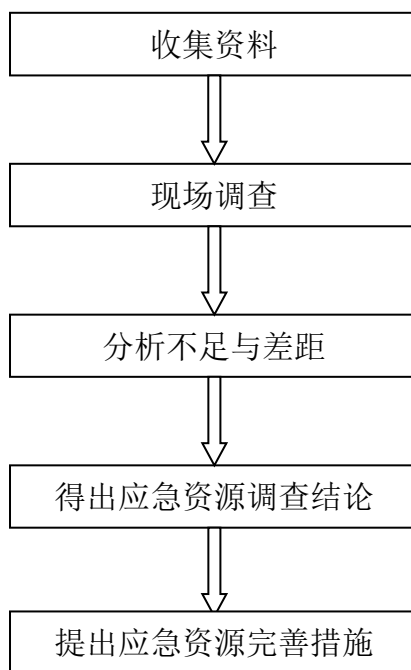 收集资料
现场调查
分析不足与差距
得出应急资源调查结论
提出应急资源完善措施